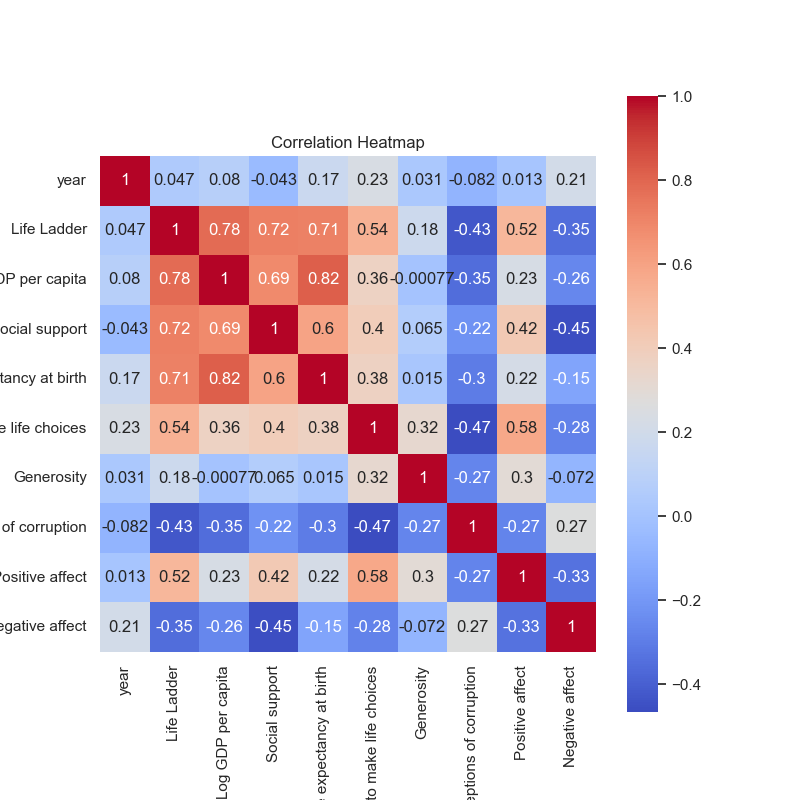 Correlation Heatmap
year 1 0.047 0.08 -0.043 0.17 0.23 0.031 -0.082 0.013 0.21
Life Ladder 0.047 1 0.78 0.72 0.71 0.54 0.18 -0.43 0.52 -0.35
DP per capita 0.08 0.78 1 0.69 0.82 0.36 -0.00077 -0.35 0.23 -0.26
ocial support -0.043 0.72 0.69 1 0.6 0.4 0.065 -0.22 0.42 -0.45
tancy at birth 0.17 0.71 0.82 0.6 1 0.38 0.015 -0.3 0.22 -0.15
e life choices 0.23 0.54 0.36 0.4 0.38 1 0.32 -0.47 0.58 -0.28
Generosity 0.031 0.18 -0.00077 0.065 0.015 0.32 1 -0.27 0.3 -0.072
of corruption -0.082 -0.43 -0.35 -0.22 -0.3 -0.47 -0.27 1 -0.27 0.27
Positive affect 0.013 0.52 0.23 0.42 0.22 0.58 0.3 -0.27 1 -0.33
egative affect 0.21 -0.35 -0.26 -0.45 -0.15 -0.28 -0.072 0.27 -0.33 1
year
Life Ladder
Log GDP per capita
Social support
expectancy at birth
to make life choices
Generosity
eptions of corruption
Positive affect
Negative affect
1.0
0.8
0.6
0.4
0.2
0.0
−0.2
−0.4